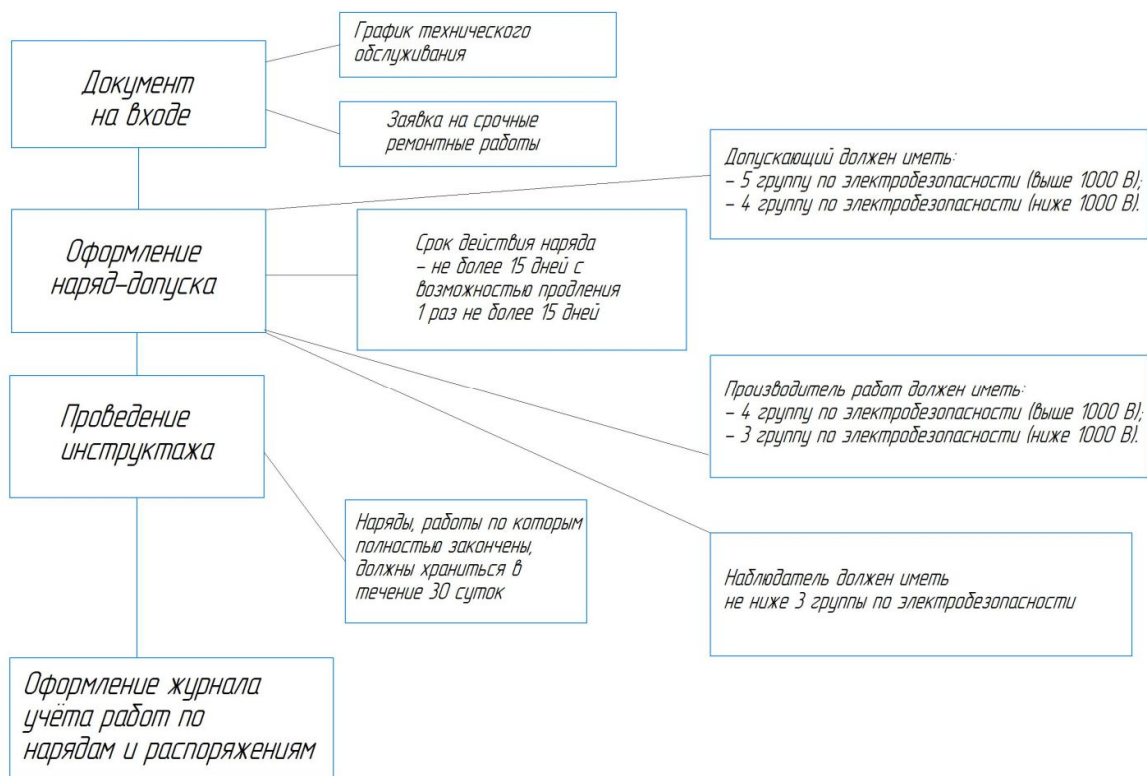 Документ
на входе
График технического
обслуживания
Заявка на срочные
ремонтные работы
Оформление
наряд-допуска
Допускающий должен иметь:
- 5 группу по электробезопасности (выше 1000 В);
- 4 группу по электробезопасности (ниже 1000 В).
Срок действия наряда
- не более 15 дней с
возможностью продления
1 раз не более 15 дней
Производитель работ должен иметь:
- 4 группу по электробезопасности (выше 1000 В);
- 3 группу по электробезопасности (ниже 1000 В).
Наблюдатель должен иметь
не ниже 3 группы по электробезопасности
Проведение
инструктажа
Наряды, работы по которым
полностью закончены,
должны храниться в
течение 30 суток
Оформление журнала
учёта работ по
нарядам и распоряжениям